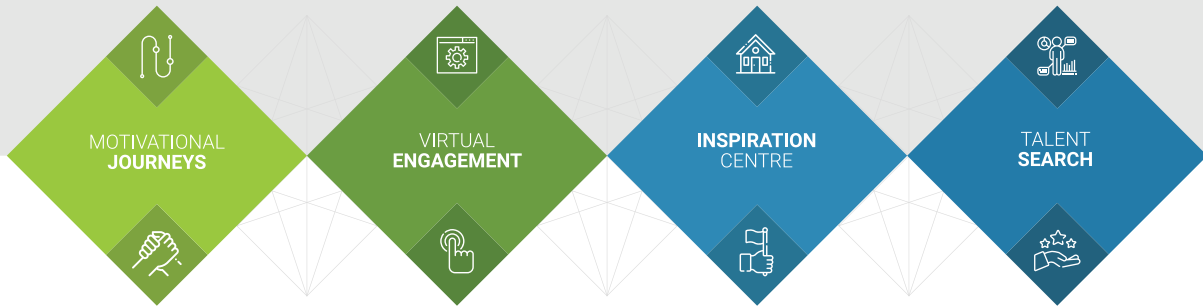 MOTIVATIONAL
JOURNEYS
VIRTUAL
ENGAGEMENT
INSPIRATION
CENTRE
TALENT
SEARCH